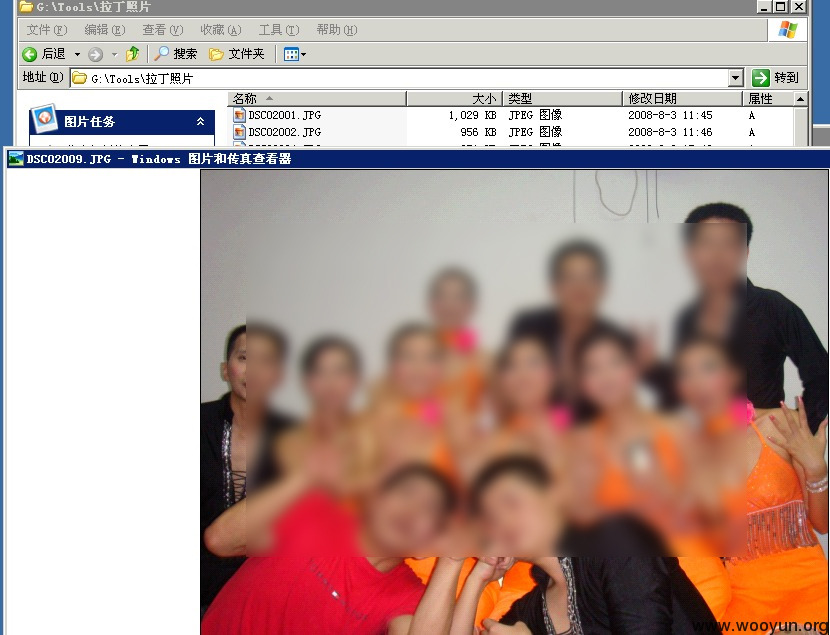 G:\Tools\拉丁照片
文件(F) 编辑(E) 查看(V) 收藏(A) 工具(T) 帮助(H)
后退 搜索 文件夹
地址(D) G:\Tools\拉丁照片 转到
名称 大小 类型 修改日期 属性
图片任务
DSC02001.JPG 1,029 KB JPEG 图像 2008-8-3 11:45 A
DSC02002.JPG 956 KB JPEG 图像 2008-8-3 11:46 A
DSC02009.JPG - Windows 图片和传真查看器
www.wooyun.org